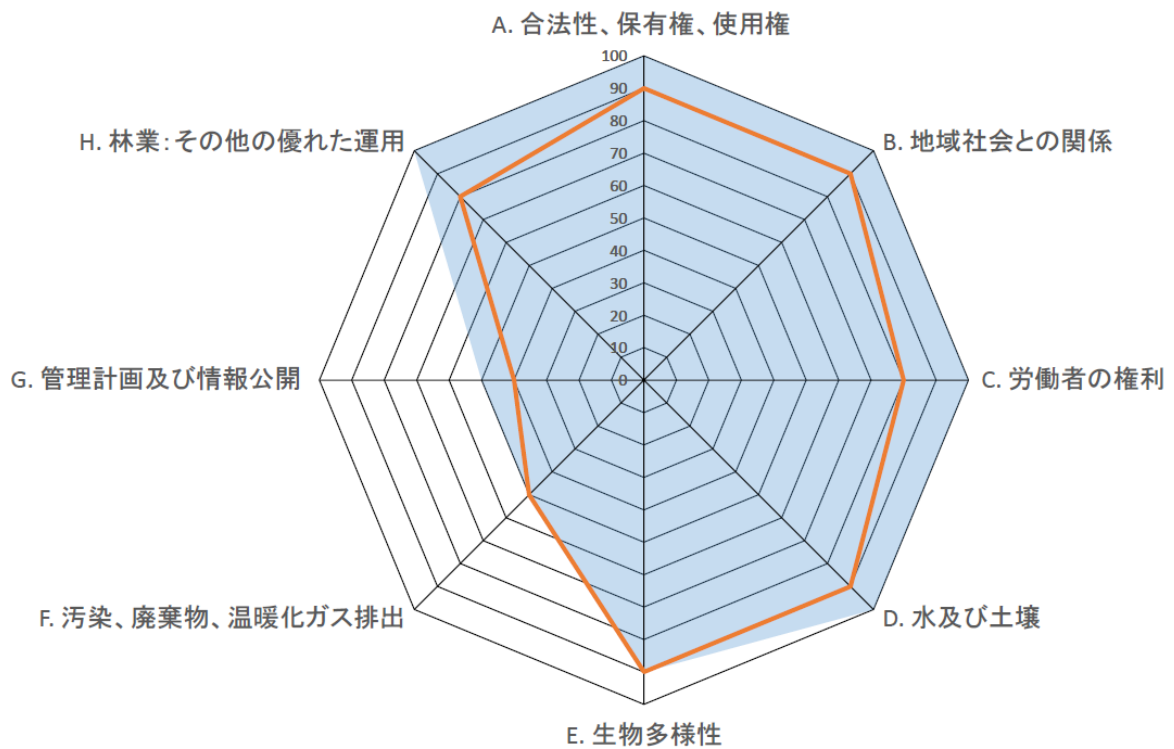 A. 合法性、保有権、使用権
100
90
80
70
60
50
40
30
20
10
0
B. 地域社会との関係
C. 労働者の権利
D. 水及び土壌
E. 生物多様性
F. 汚染、廃棄物、温暖化ガス排出
G. 管理計画及び情報公開
H. 林業：その他の優れた運用